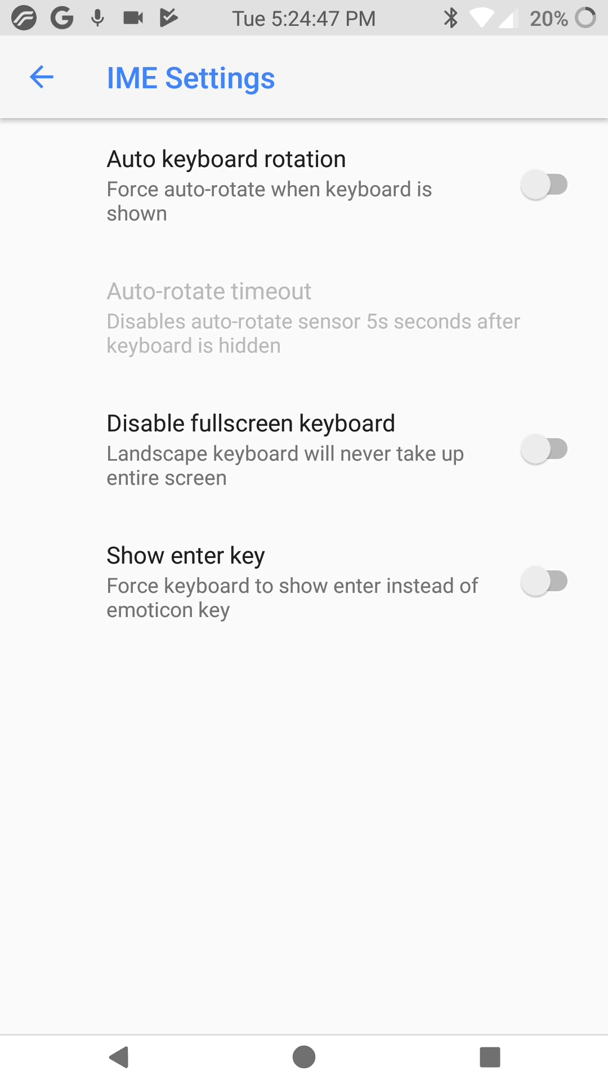 Tue 5:24:47 PM
20%
IME Settings
Auto keyboard rotation
Force auto-rotate when keyboard is
shown
Auto-rotate timeout
Disables auto-rotate sensor 5s seconds after
keyboard is hidden
Disable fullscreen keyboard
Landscape keyboard will never take up
entire screen
Show enter key
Force keyboard to show enter instead of
emoticon key